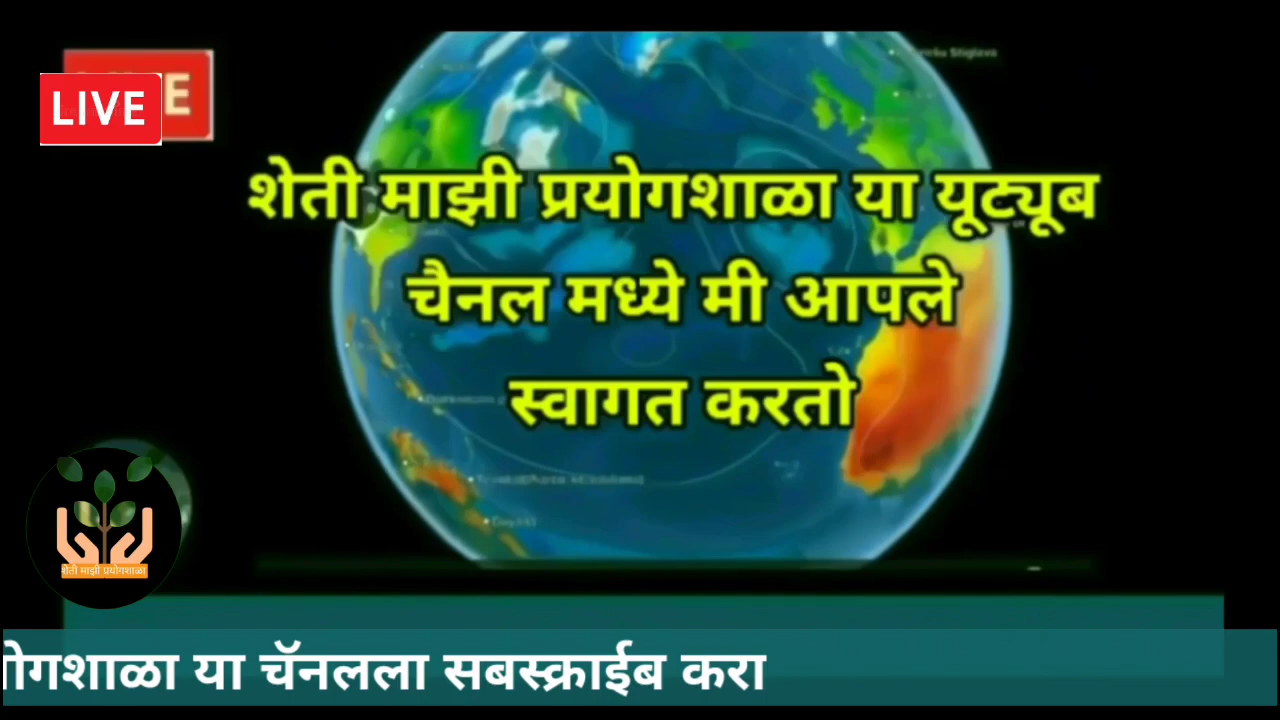 LIVE
E
शेती माझी प्रयोगशाळा या यूट्यूब
चैनल मध्ये मी आपले
स्वागत करतो
शेती माझी प्रयोगशाळा
ोगशाळा या चॅनलला सबस्क्राईब करा